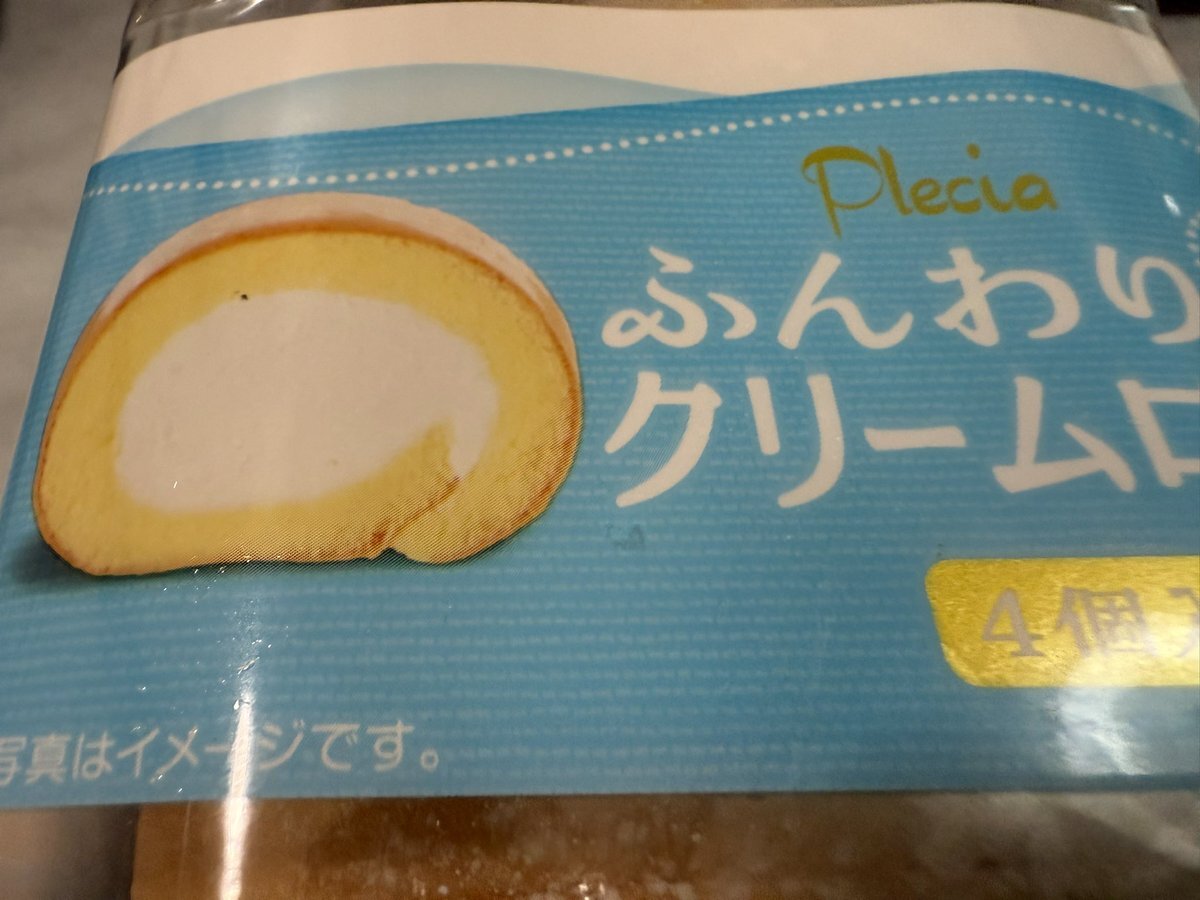 Plecia
ふんわり
クリームロ
4個入
写真はイメージです。